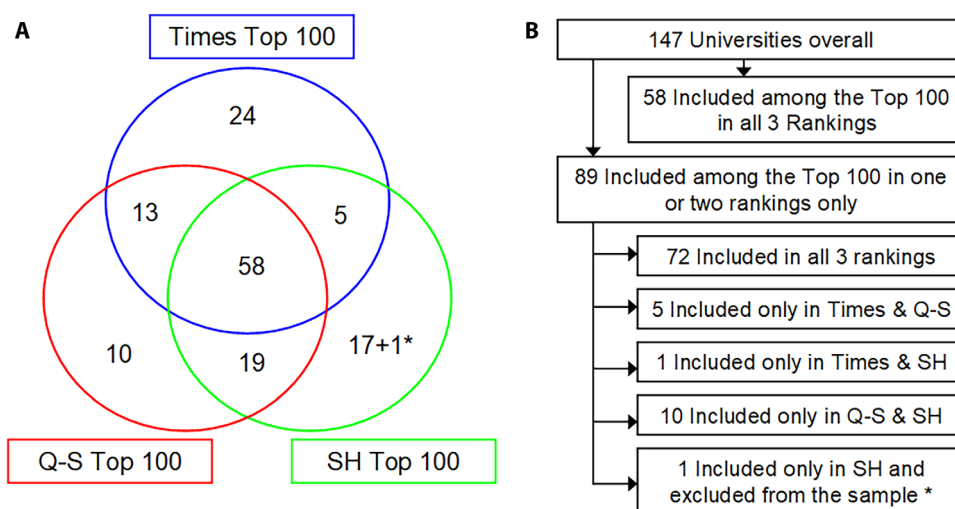 A
Times Top 100
24
13
5
58
10
19
17+1*
Q-S Top 100
SH Top 100
B
147 Universities overall
58 Included among the Top 100
in all 3 Rankings
89 Included among the Top 100 in one
or two rankings only
72 Included in all 3 rankings
5 Included only in Times & Q-S
1 Included only in Times & SH
10 Included only in Q-S & SH
1 Included only in SH and
excluded from the sample *